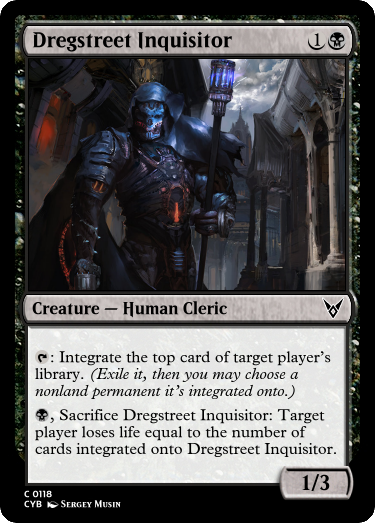 Dregstreet Inquisitor 1
Creature — Human Cleric
: Integrate the top card of target player's
library. (Exile it, then you may choose a
nonland permanent it's integrated onto.)
, Sacrifice Dregstreet Inquisitor: Target
player loses life equal to the number of
cards integrated onto Dregstreet Inquisitor.
1/3
C 0118
CYB Sergey Musin